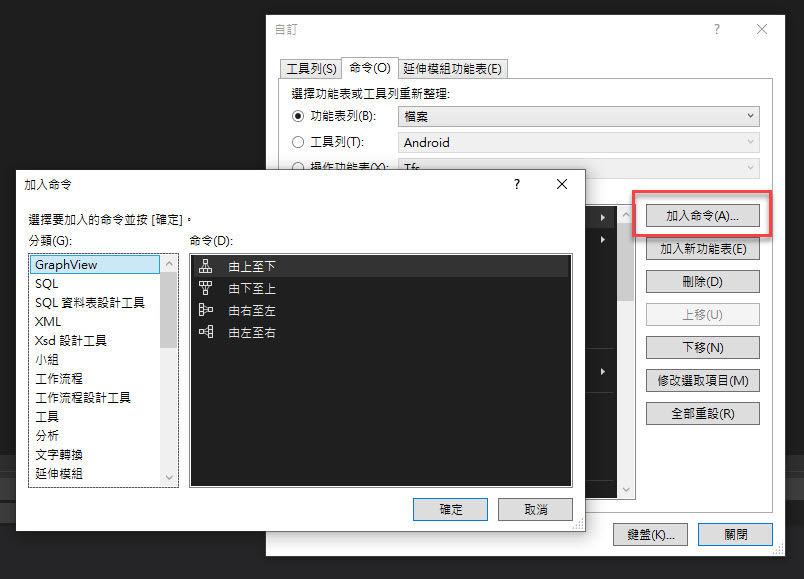 自訂
?
工具列(S)
命令(O)
延伸模組功能表(E)
選擇功能表或工具列重新整理:
功能表列(B):
檔案
工具列(T):
Android
操作功能表(X):
Tfs
加入命令(A)...
加入新功能表(E)
刪除(D)
上移(U)
下移(N)
修改選取項目(M)
全部重設(R)
鍵盤(K)...
關閉
加入命令
?
選擇要加入的命令並按 [確定]。
分類(G):
GraphView
SQL
SQL 資料表設計工具
XML
Xsd 設計工具
小組
工作流程
工作流程設計工具
工具
分析
文字轉換
延伸模組
命令(D):
由上至下
由下至上
由右至左
由左至右
確定
取消